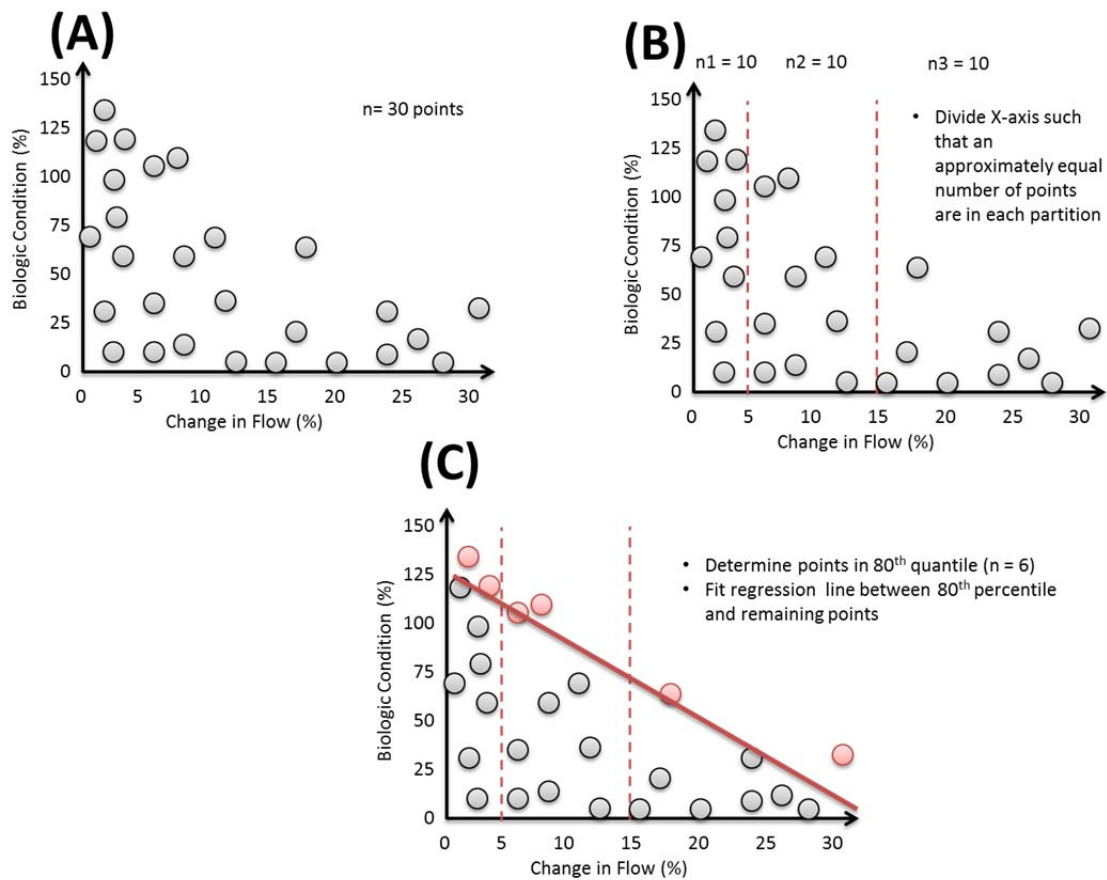 (A)
150
125
100
75
50
25
0
Biologic Condition (%)
n= 30 points
0 5 10 15 20 25 30
Change in Flow (%)
(B)
n1 = 10 n2 = 10 n3 = 10
150
125
100
75
50
25
0
Biologic Condition (%)
• Divide X-axis such
that an
approximately equal
number of points
are in each partition
0 5 10 15 20 25 30
Change in Flow (%)
(C)
150
125
100
75
50
25
0
Biologic Condition (%)
• Determine points in 80th quantile (n = 6)
• Fit regression line between 80th percentile
and remaining points
0 5 10 15 20 25 30
Change in Flow (%)